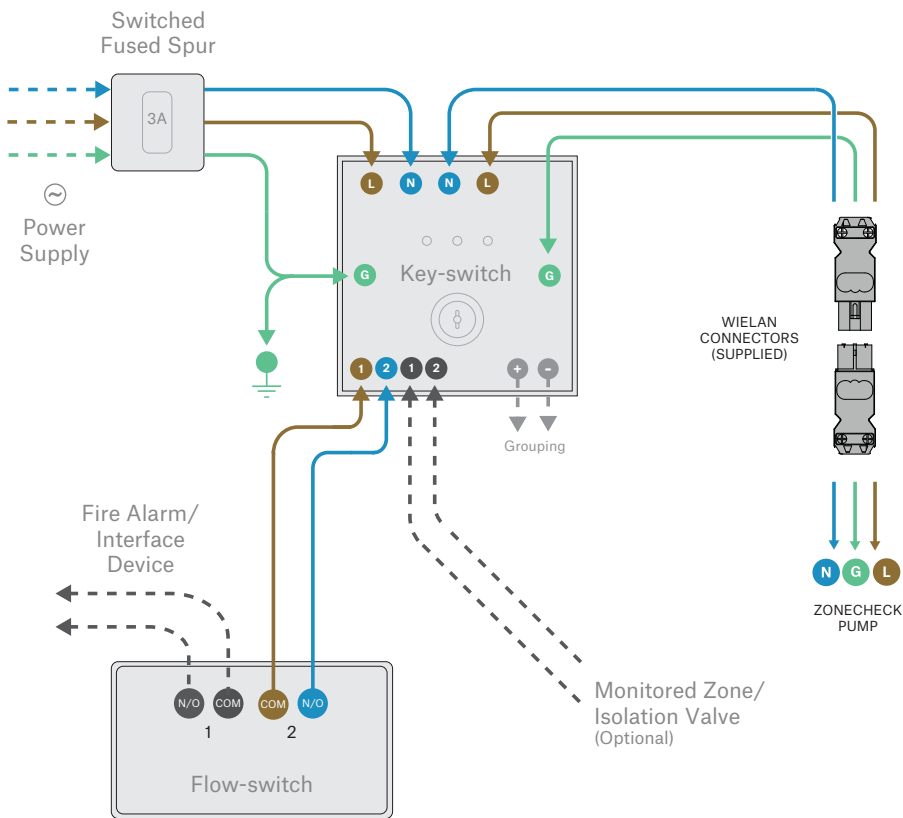 Switched
Fused Spur
3A
Power
Supply
L N N L
G Key-switch G
1 2 1 2 + -
Grouping
WIELAN
CONNECTORS
(SUPPLIED)
Fire Alarm/
Interface
Device
N G L
ZONECHECK
PUMP
N/O COM COM N/O
1 2
Flow-switch
Monitored Zone/
Isolation Valve
(Optional)